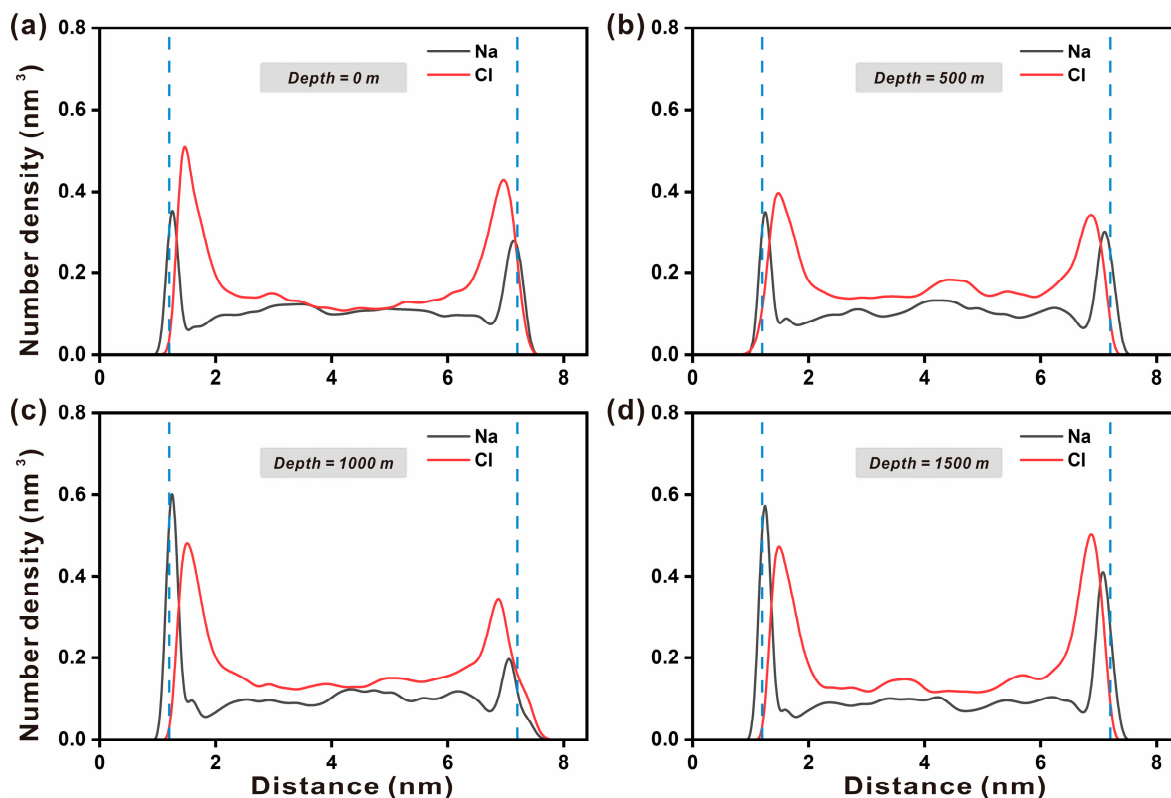 (a)
Na
Cl
Depth = 0 m
Number density (nm 3)
0.8
0.6
0.4
0.2
0.0
0 2 4 6 8
(b)
Na
Cl
Depth = 500 m
0.8
0.6
0.4
0.2
0.0
0 2 4 6 8
(c)
Na
Cl
Depth = 1000 m
Number density (nm 3)
0.8
0.6
0.4
0.2
0.0
0 2 4 6 8
Distance (nm)
(d)
Na
Cl
Depth = 1500 m
0.8
0.6
0.4
0.2
0.0
0 2 4 6 8
Distance (nm)